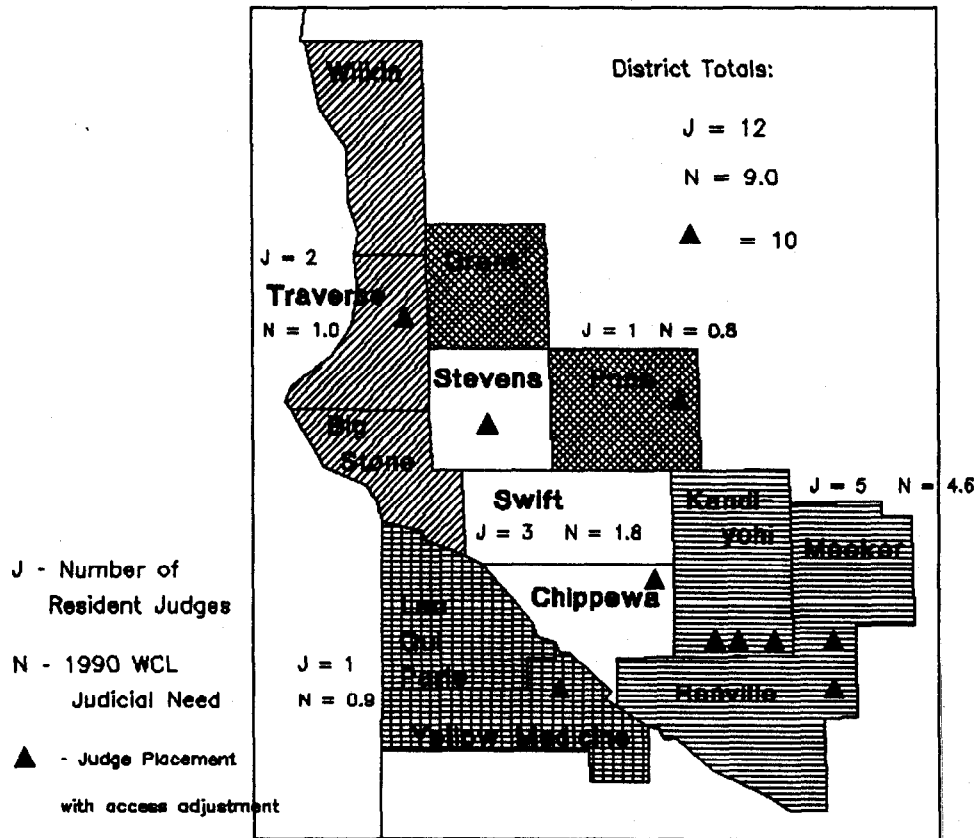 Wilkin
District Totals:
J = 12
N = 9.0
▲ = 10
J = 2
Traverse
N = 1.0
Grant
J = 1 N = 0.8
Stevens
Pope
Big
Stone
Swift
J = 3 N = 1.8
Kandi-
yohi
J = 5 N = 4.6
Meeker
J - Number of
Resident Judges
Chippewa
Lac
Qui
Parle
N - 1990 WCL
Judicial Need
J = 1
N = 0.9
Renville
Yellow Medicine
▲ - Judge Placement
with access adjustment